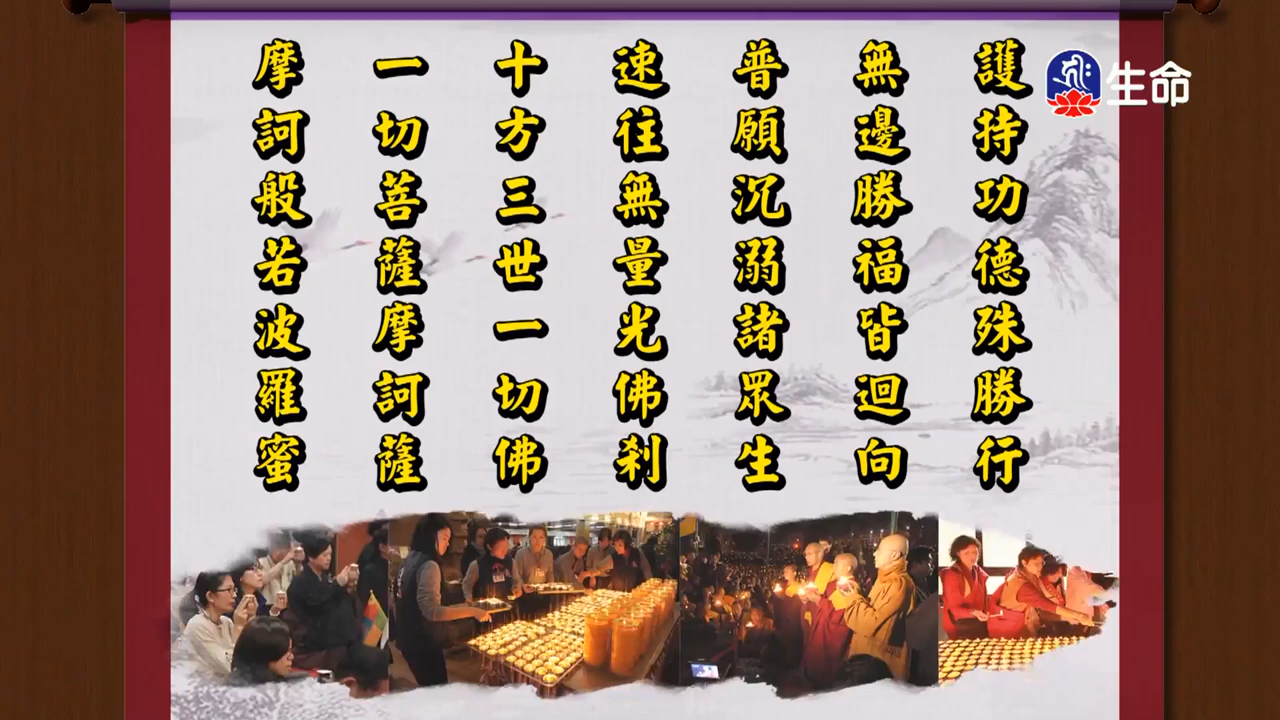 護持功德殊勝行
無邊勝福皆迴向
普願沉溺諸眾生
速往無量光佛刹
十方三世一切佛
一切菩薩摩訶薩
摩訶般若波羅蜜
生命